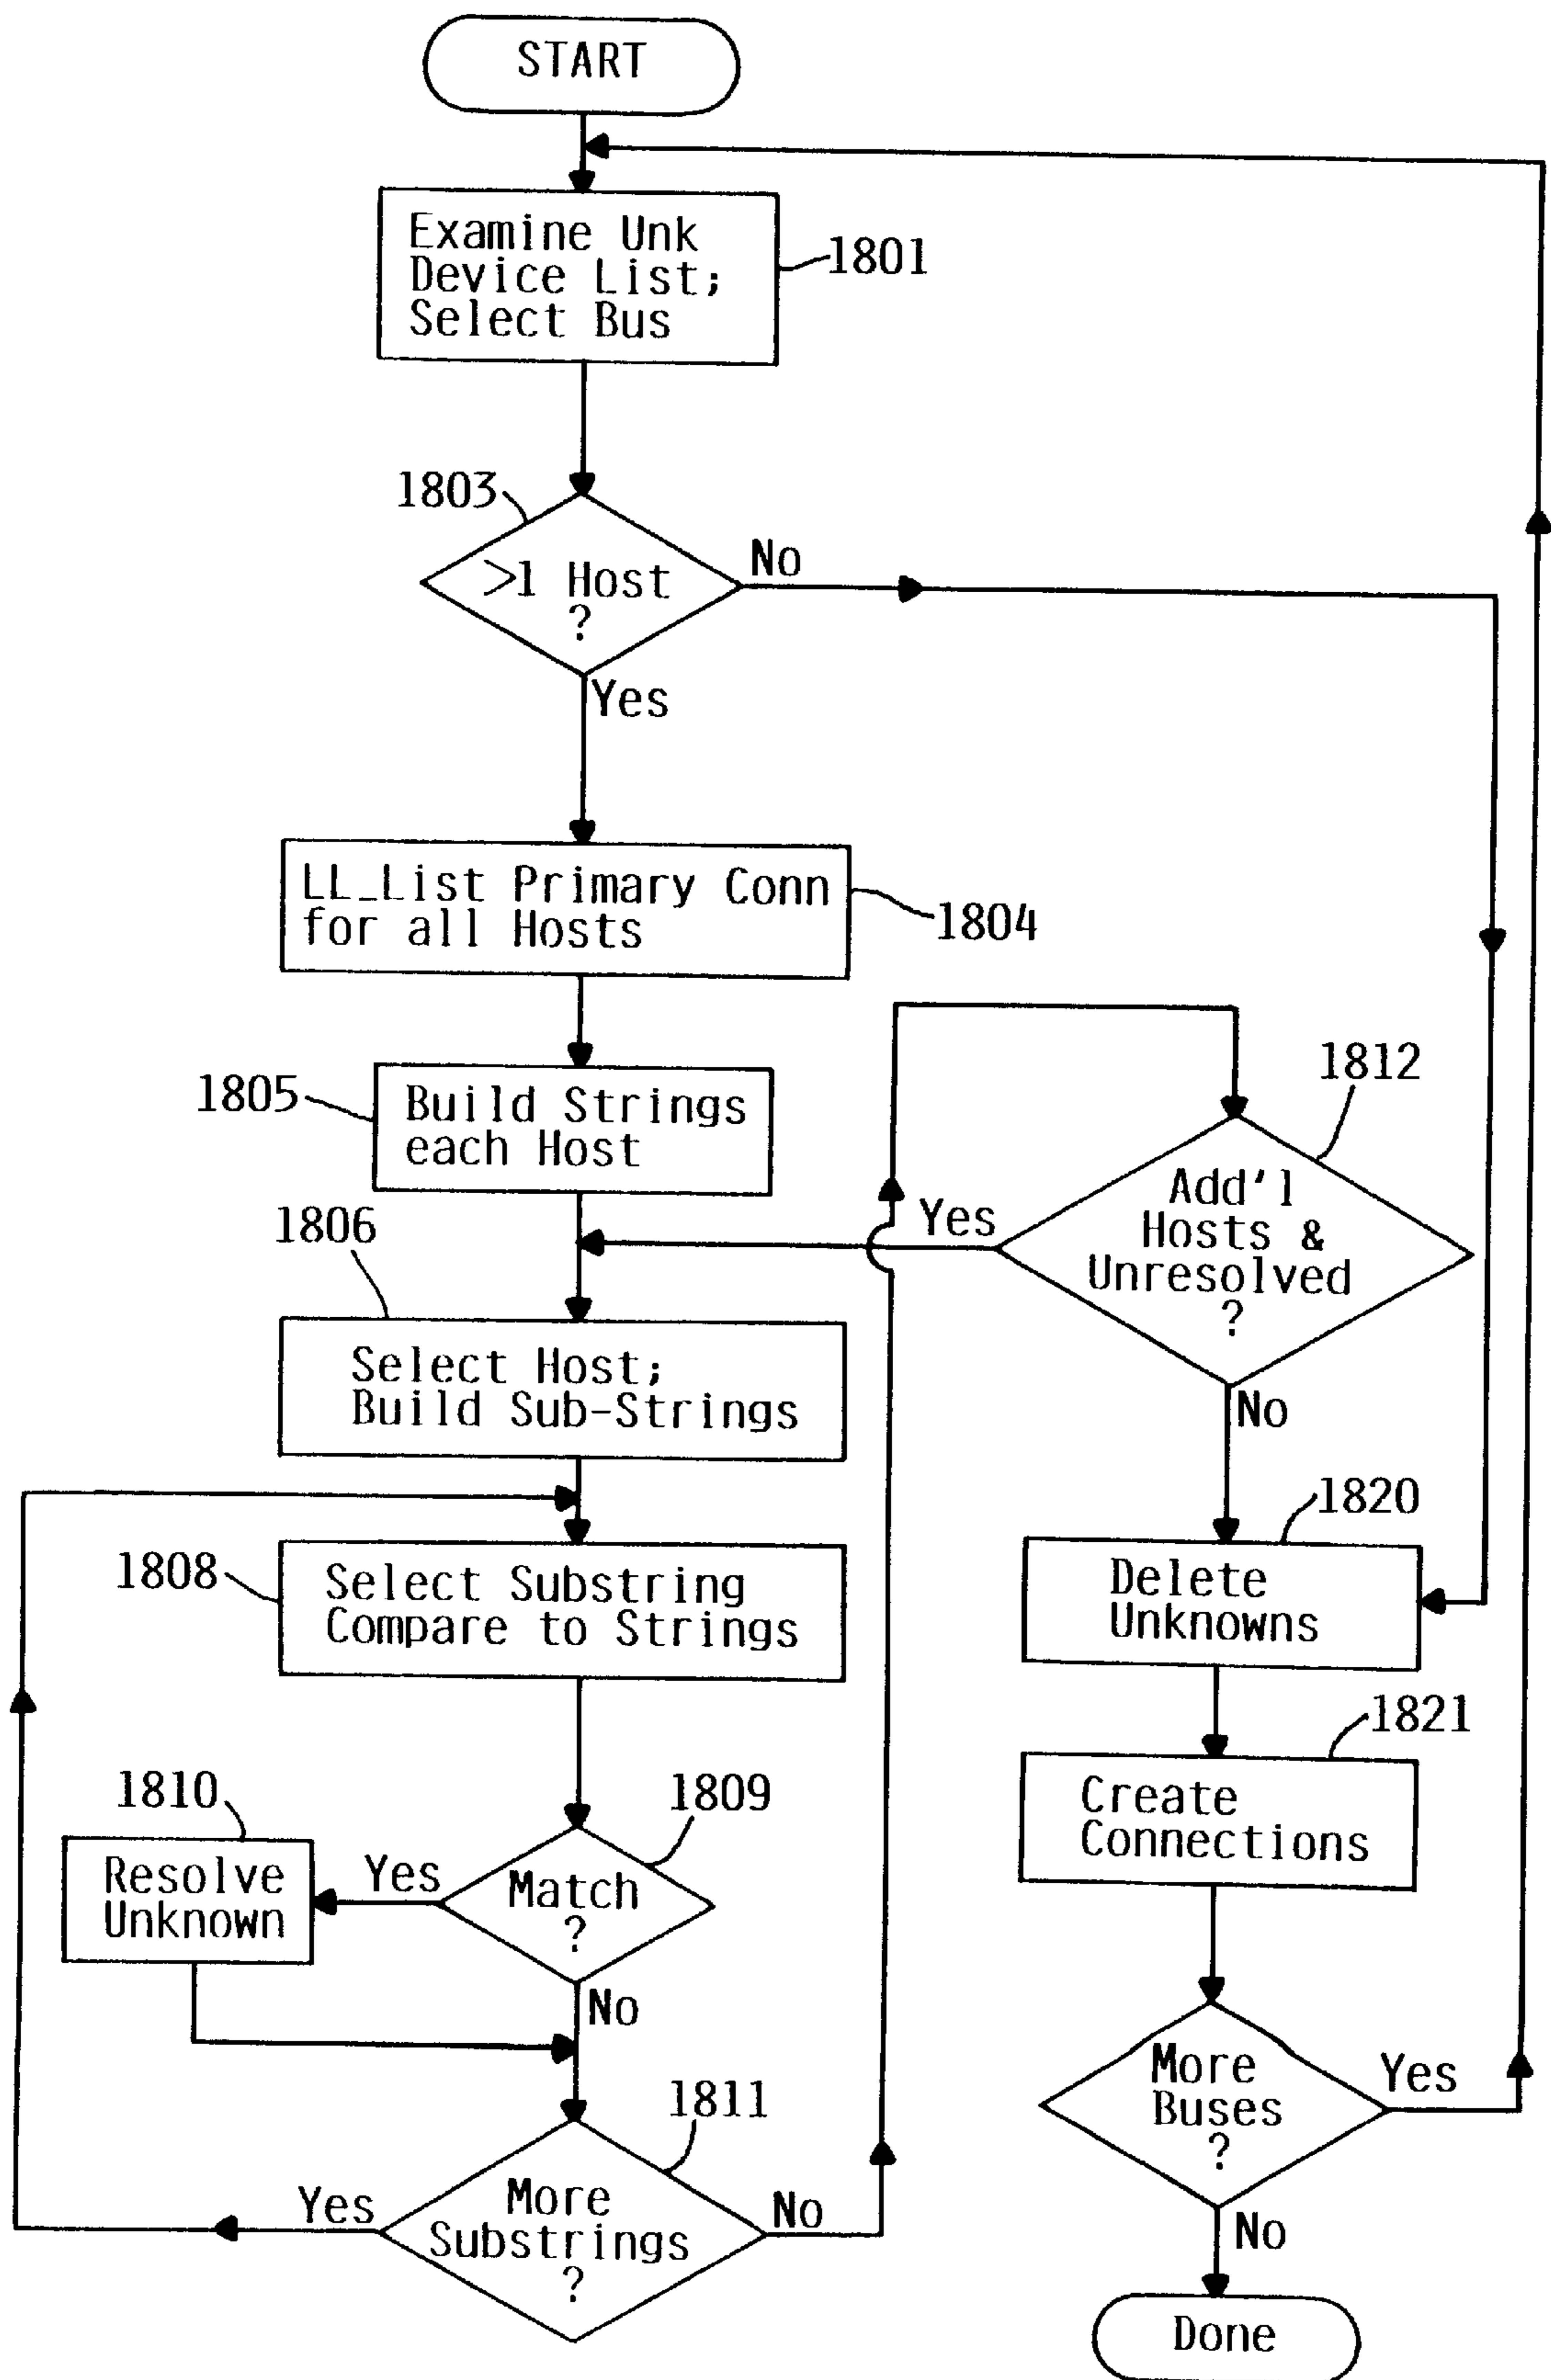 START
Examine Unk
Device List;
Select Bus
1801
1803
>1 Host
?
No
Yes
LL_List Primary Conn
for all Hosts
1804
1805
Build Strings
each Host
1806
Select Host;
Build Sub-Strings
1808
Select Substring
Compare to Strings
1809
Match
?
Yes
1810
Resolve
Unknown
No
1811
More
Substrings
?
Yes
No
1812
Add'l
Hosts &
Unresolved
?
Yes
No
1820
Delete
Unknowns
1821
Create
Connections
More
Buses
?
Yes
No
Done